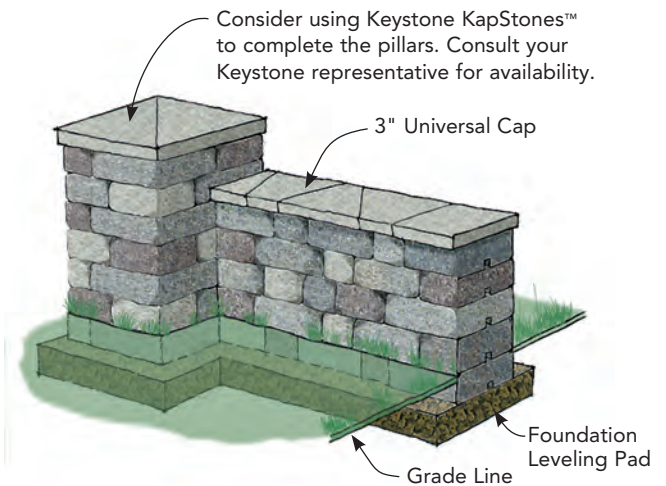 Consider using Keystone KapStones™
to complete the pillars. Consult your
Keystone representative for availability.
3" Universal Cap
Foundation
Leveling Pad
Grade Line